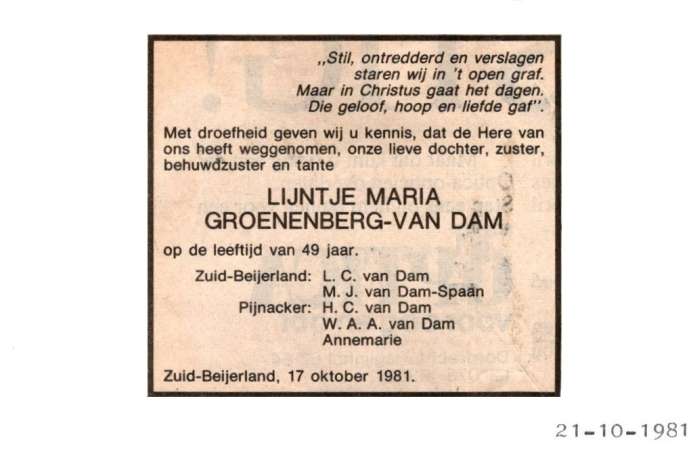 „Stil, ontredderd en verslagen
staren wij in 't open graf.
Maar in Christus gaat het dagen.
Die geloof, hoop en liefde gaf".
Met droefheid geven wij u kennis, dat de Here van
ons heeft weggenomen, onze lieve dochter, zuster,
behuwdzuster en tante
LIJNTJE MARIA
GROENENBERG-VAN DAM
op de leeftijd van 49 jaar.
Zuid-Beijerland: L. C. van Dam
M. J. van Dam-Spaan
Pijnacker: H. C. van Dam
W. A. A. van Dam
Annemarie
Zuid-Beijerland, 17 oktober 1981.
21-10-1981